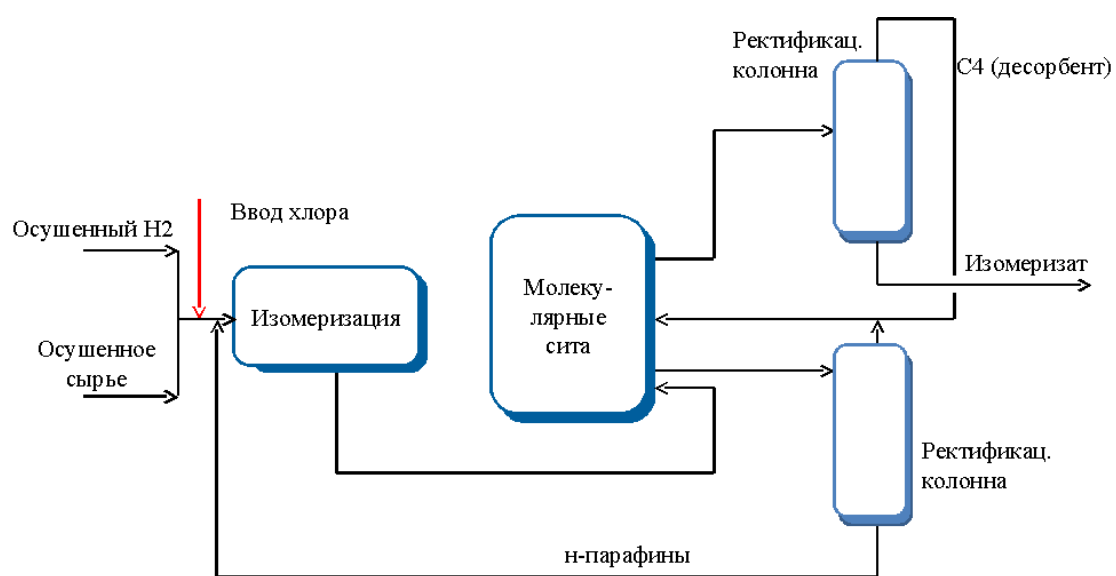 Ректификац.
колонна
С4 (десорбент)
Ввод хлора
Осушенный Н2
Изомеризат
Молеку-
лярные
сита
Изомеризация
Осушенное
сырье
Ректификац.
колонна
н-парафины